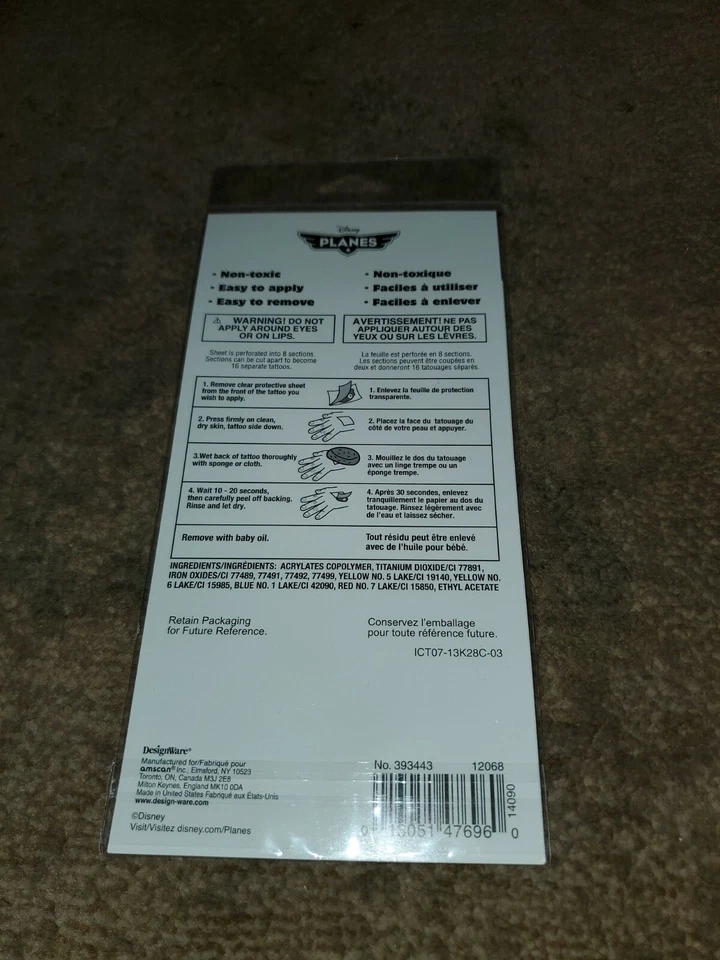 Disney
PLANES
• Non-toxic
• Easy to apply
• Easy to remove
• Non-toxique
• Faciles à utiliser
• Faciles à enlever
⚠ WARNING! DO NOT
APPLY AROUND EYES
OR ON LIPS.
AVERTISSEMENT! NE PAS
APPLIQUER AUTOUR DES
YEUX OU SUR LES LÈVRES.
Sheet is perforated into 8 sections.
Sections can be cut apart to become
16 separate tattoos.
La feuille est perforée en 8 sections.
Les sections peuvent être coupées en
deux et donneront 16 tatouages séparés.
1. Remove clear protective sheet
from the front of the tattoo you
wish to apply.
1. Enlevez la feuille de protection
transparente.
2. Press firmly on clean,
dry skin, tattoo side down.
2. Placez la face du tatouage du
côté de votre peau et appuyer.
3.Wet back of tattoo thoroughly
with sponge or cloth.
3. Mouillez le dos du tatouage
avec un linge trempe ou un
éponge trempe.
4. Wait 10 - 20 seconds,
then carefully peel off backing.
Rinse and let dry.
4. Après 30 secondes, enlevez
tranquillement le papier au dos du
tatouage. Rinsez légèrement avec
de l'eau et laissez sécher.
Remove with baby oil.
Tout résidu peut être enlevé
avec de l'huile pour bébé.
INGREDIENTS/INGRÉDIENTS: ACRYLATES COPOLYMER, TITANIUM DIOXIDE/CI 77891,
IRON OXIDES/CI 77489, 77491, 77492, 77499, YELLOW NO. 5 LAKE/CI 19140, YELLOW NO.
6 LAKE/CI 15985, BLUE NO. 1 LAKE/CI 42090, RED NO. 7 LAKE/CI 15850, ETHYL ACETATE
Retain Packaging
for Future Reference.
Conservez l'emballage
pour toute référence future.
ICT07-13K28C-03
DesignWare®
Manufactured for/Fabriqué pour
amscan® Inc., Elmsford, NY 10523
Toronto, ON, Canada M3J 2E8
Milton Keynes, England MK10 0DA
Made in United States Fabriqué aux États-Unis
www.design-ware.com
©Disney
Visit/Visitez disney.com/Planes
No. 393443 12068
0 13051 47696 0
14090